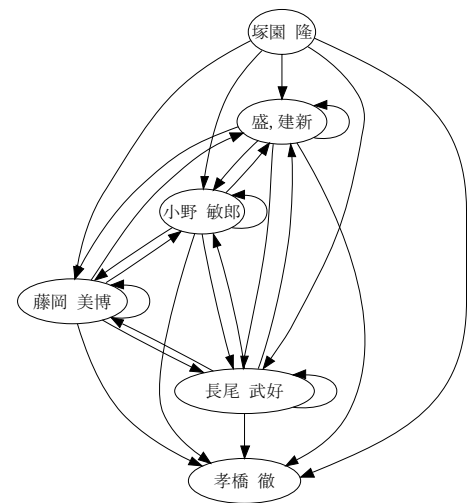 塚園 隆
盛,建新
小野 敏郎
藤岡 美博
長尾 武好
孝橋 徹